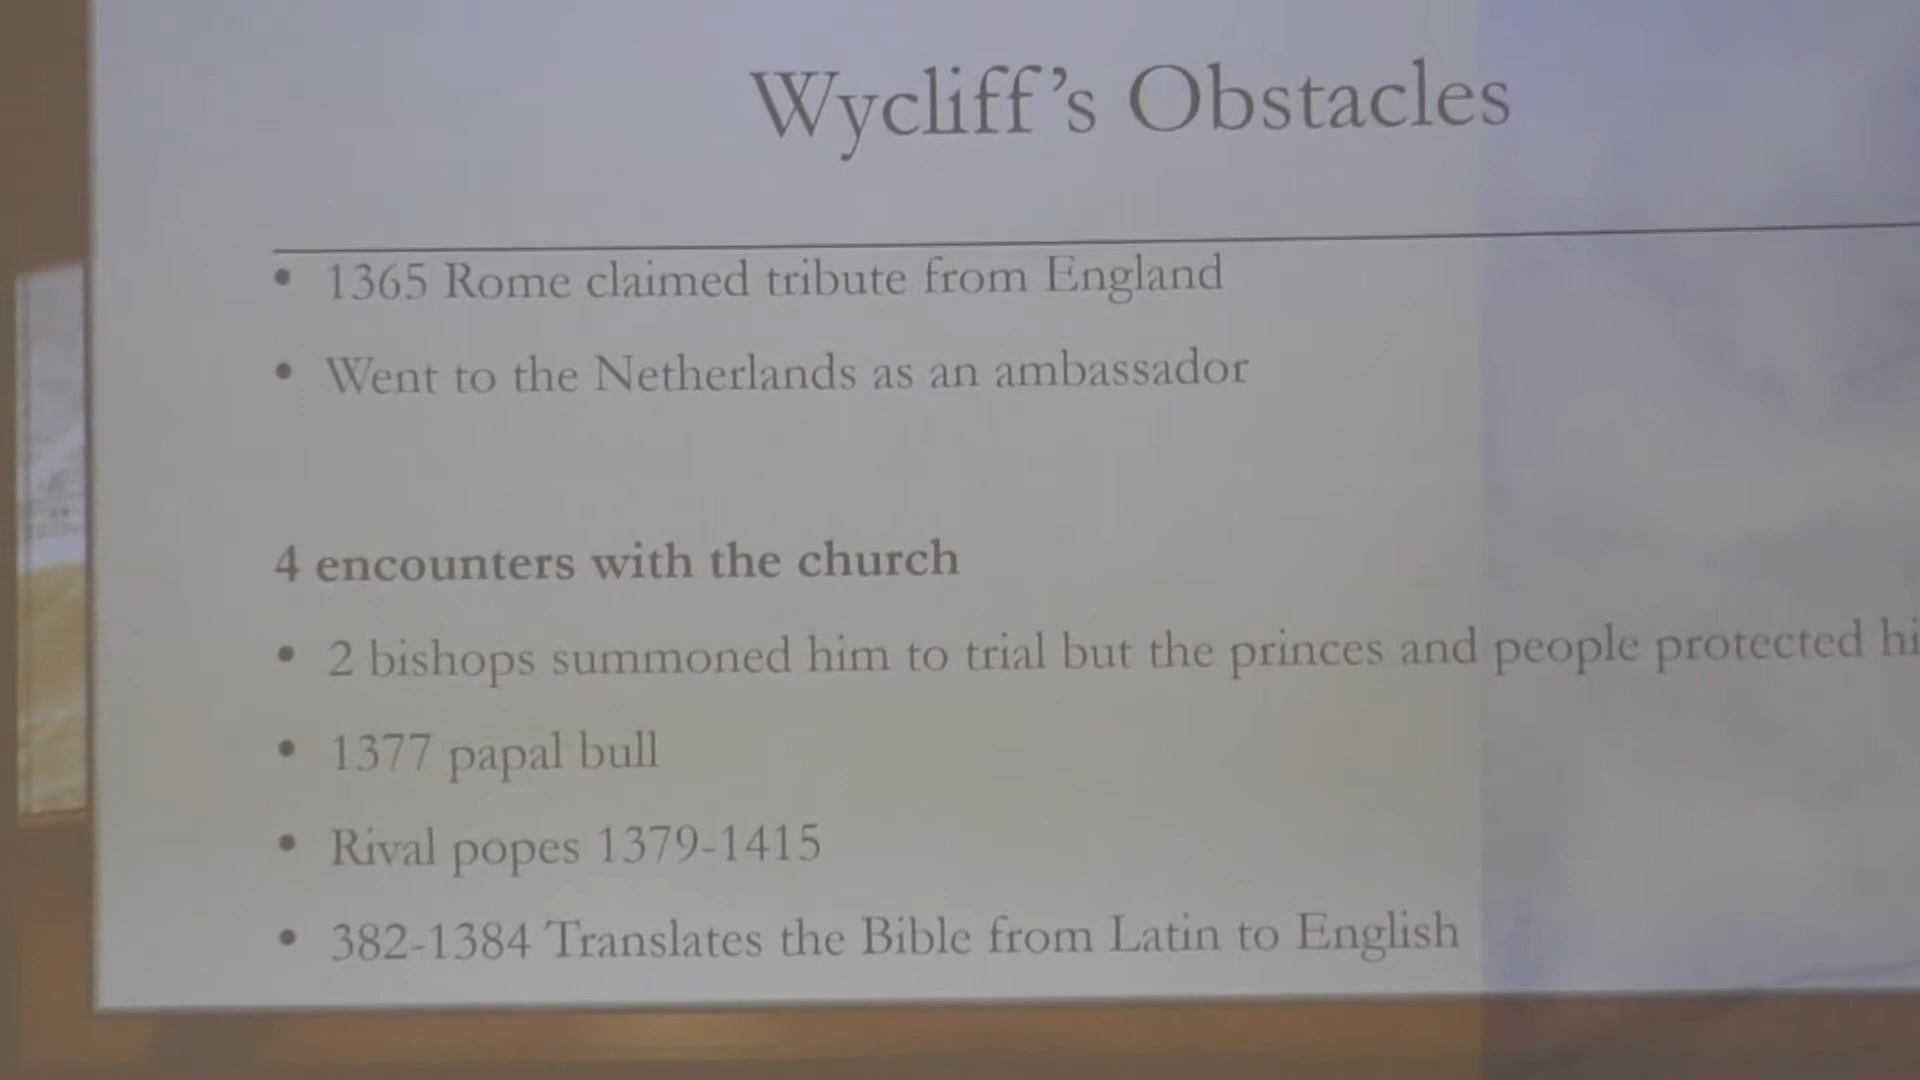 Wycliff's Obstacles
• 1365 Rome claimed tribute from England
• Went to the Netherlands as an ambassador
4 encounters with the church
• 2 bishops summoned him to trial but the princes and people protected hi
• 1377 papal bull
• Rival popes 1379-1415
• 382-1384 Translates the Bible from Latin to English